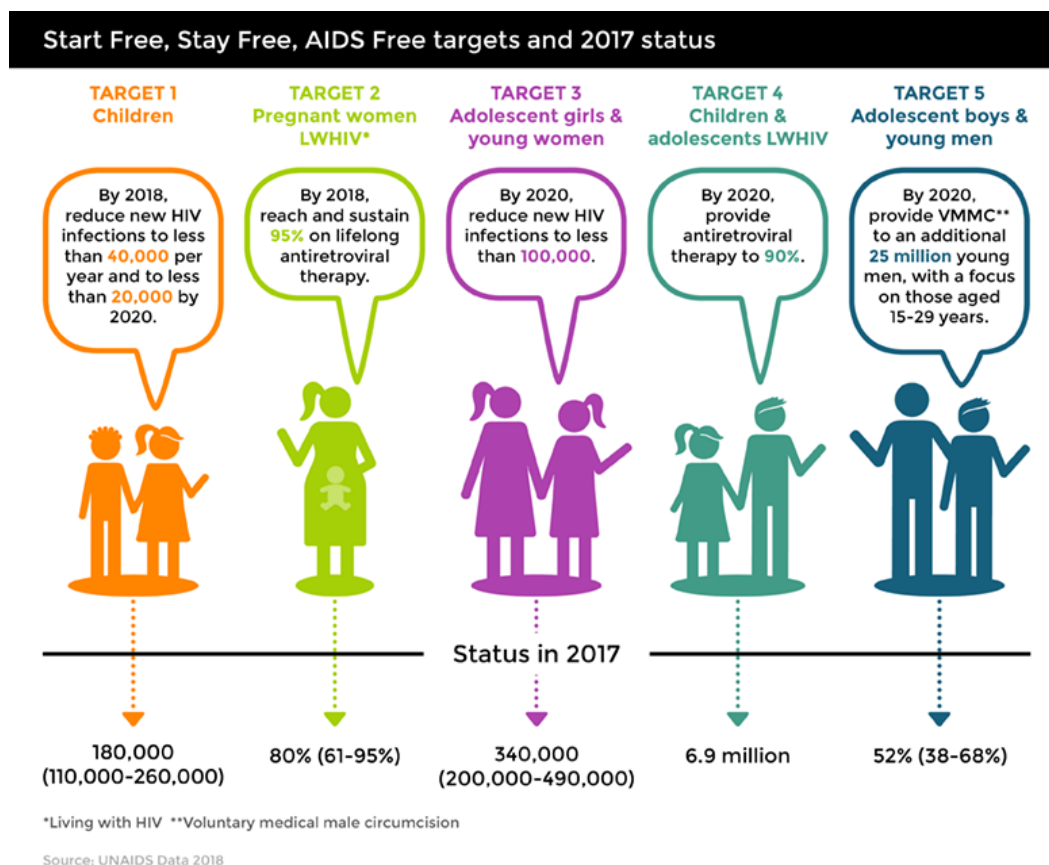 Start Free, Stay Free, AIDS Free targets and 2017 status
TARGET 1
Children
By 2018,
reduce new HIV
infections to less
than 40,000 per
year and to less
than 20,000 by
2020.
TARGET 2
Pregnant women
LWHIV*
By 2018,
reach and sustain
95% on lifelong
antiretroviral
therapy.
TARGET 3
Adolescent girls &
young women
By 2020,
reduce new HIV
infections to less
than 100,000.
TARGET 4
Children &
adolescents LWHIV
By 2020,
provide
antiretroviral
therapy to 90%.
TARGET 5
Adolescent boys &
young men
By 2020,
provide VMMC**
to an additional
25 million young
men, with a focus
on those aged
15-29 years.
Status in 2017
180,000
(110,000-260,000)
80% (61-95%)
340,000
(200,000-490,000)
6.9 million
52% (38-68%)
*Living with HIV **Voluntary medical male circumcision
Source: UNAIDS Data 2018